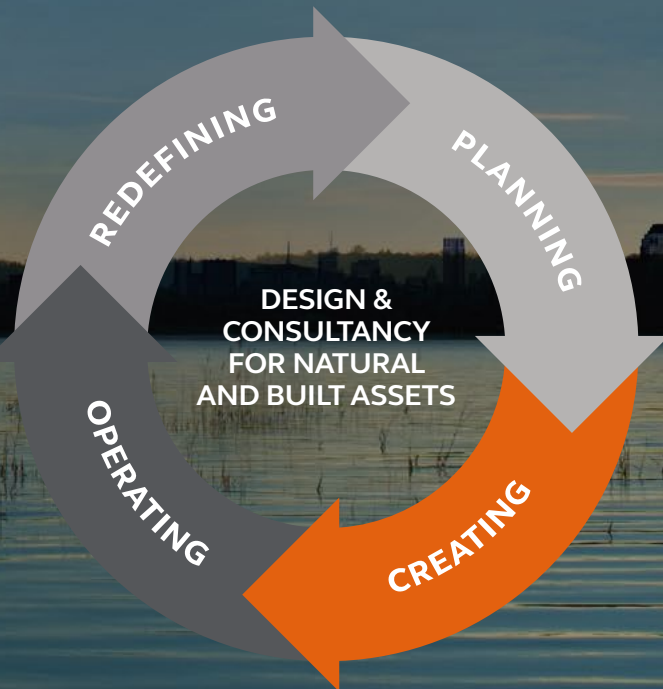 REDEFINING
PLANNING
DESIGN &
CONSULTANCY
FOR NATURAL
AND BUILT ASSETS
OPERATING
CREATING